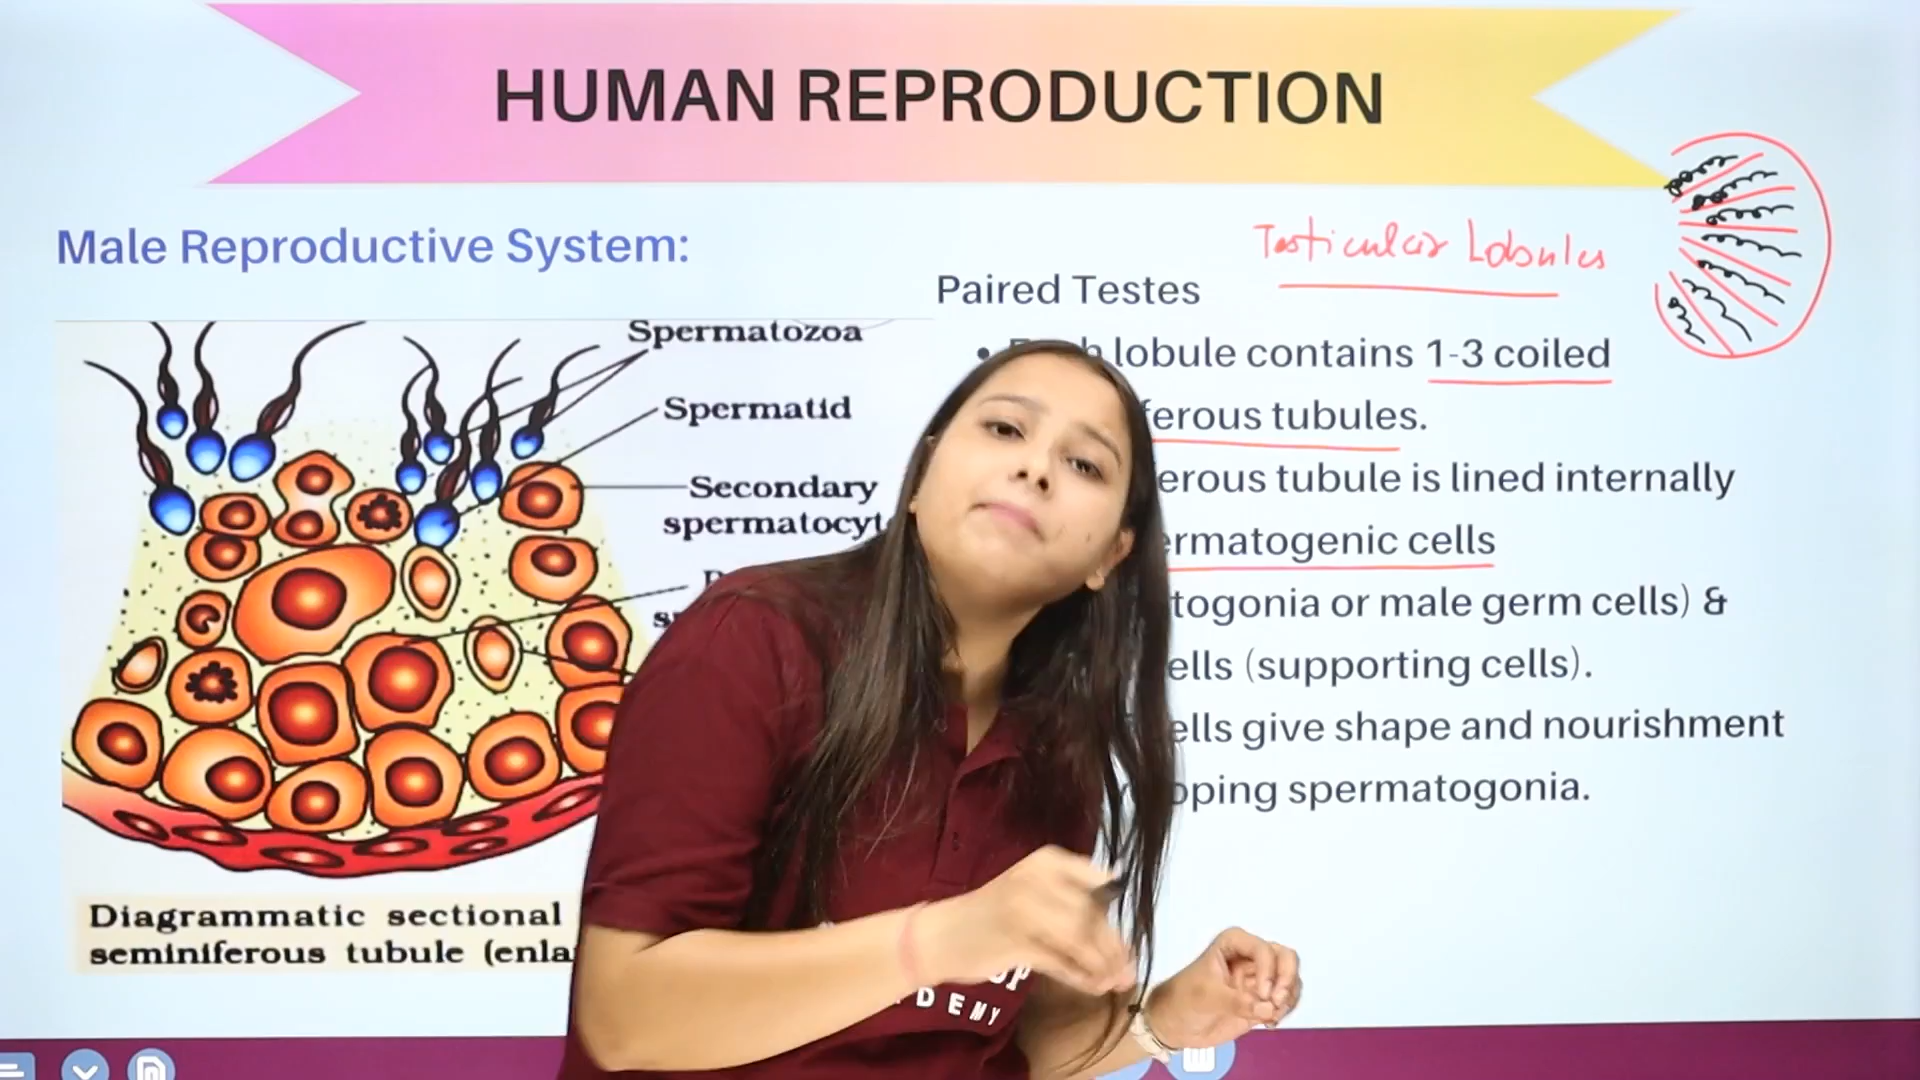 HUMAN REPRODUCTION
Male Reproductive System:
Testicular Lobules
Paired Testes
lobule contains 1-3 coiled
ferous tubules.
erous tubule is lined internally
rmatogenic cells
togonia or male germ cells) &
ells (supporting cells).
ells give shape and nourishment
oping spermatogonia.
Spermatozoa
Spermatid
Secondary
spermatocyt
Diagrammatic sectional
seminiferous tubule (enla
DEMY